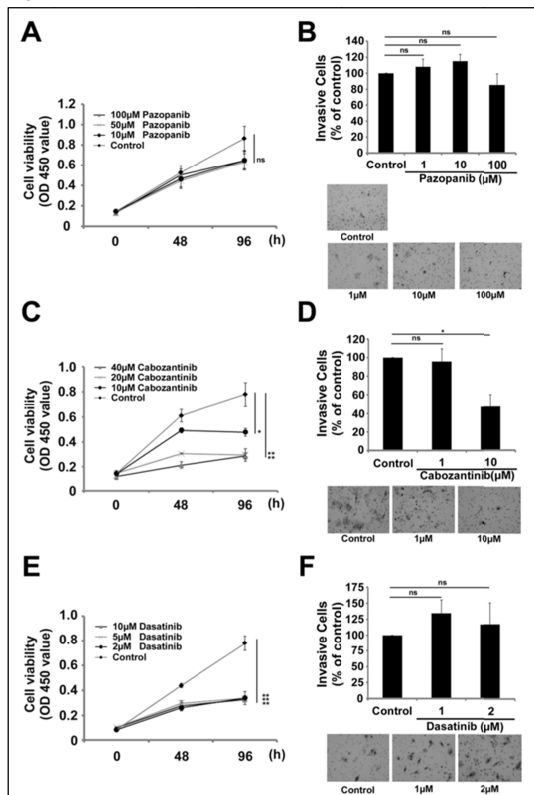 A
Cell viability
(OD 450 value)
1.2
1.0
0.8
0.6
0.4
0.2
0
100µM Pazopanib
50µM Pazopanib
10µM Pazopanib
Control
ns
0 48 96 (h)
B
Invasive Cells
(% of control)
140
120
100
80
60
40
20
0
ns
ns
ns
Control 1 10 100
Pazopanib (µM)
Control
1µM 10µM 100µM
C
Cell viability
(OD 450 value)
1.0
0.8
0.6
0.4
0.2
0
40µM Cabozantinib
20µM Cabozantinib
10µM Cabozantinib
Control
*
**
0 48 96 (h)
D
Invasive Cells
(% of control)
120
100
80
60
40
20
0
*
ns
Control 1 10
Cabozantinib(µM)
Control 1µM 10µM
E
Cell viability
(OD 450 value)
1.0
0.8
0.6
0.4
0.2
0
10µM Dasatinib
5µM Dasatinib
2µM Dasatinib
Control
***
0 48 96 (h)
F
Invasive Cells
(% of control)
175
150
125
100
75
50
25
0
ns
ns
Control 1 2
Dasatinib (µM)
Control 1µM 2µM